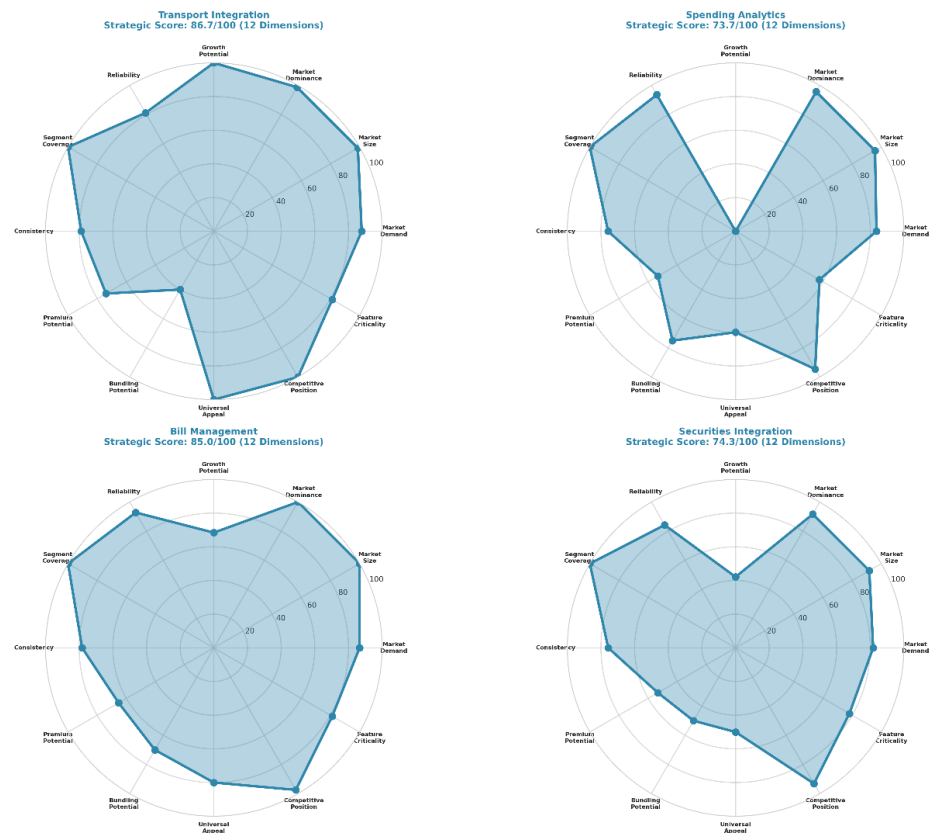 Transport Integration
Strategic Score: 86.7/100 (12 Dimensions)
Growth
Potential
Reliability
Market
Dominance
Segment
Coverage
Market
Size
100
80
60
40
20
Consistency
Market
Demand
Premium
Potential
Feature
Criticality
Bundling
Potential
Competitive
Position
Universal
Appeal
Spending Analytics
Strategic Score: 73.7/100 (12 Dimensions)
Growth
Potential
Reliability
Market
Dominance
Segment
Coverage
Market
Size
100
80
60
40
20
Consistency
Market
Demand
Premium
Potential
Feature
Criticality
Bundling
Potential
Competitive
Position
Universal
Appeal
Bill Management
Strategic Score: 85.0/100 (12 Dimensions)
Growth
Potential
Reliability
Market
Dominance
Segment
Coverage
Market
Size
100
80
60
40
20
Consistency
Market
Demand
Premium
Potential
Feature
Criticality
Bundling
Potential
Competitive
Position
Universal
Appeal
Securities Integration
Strategic Score: 74.3/100 (12 Dimensions)
Growth
Potential
Reliability
Market
Dominance
Segment
Coverage
Market
Size
100
80
60
40
20
Consistency
Market
Demand
Premium
Potential
Feature
Criticality
Bundling
Potential
Competitive
Position
Universal
Appeal